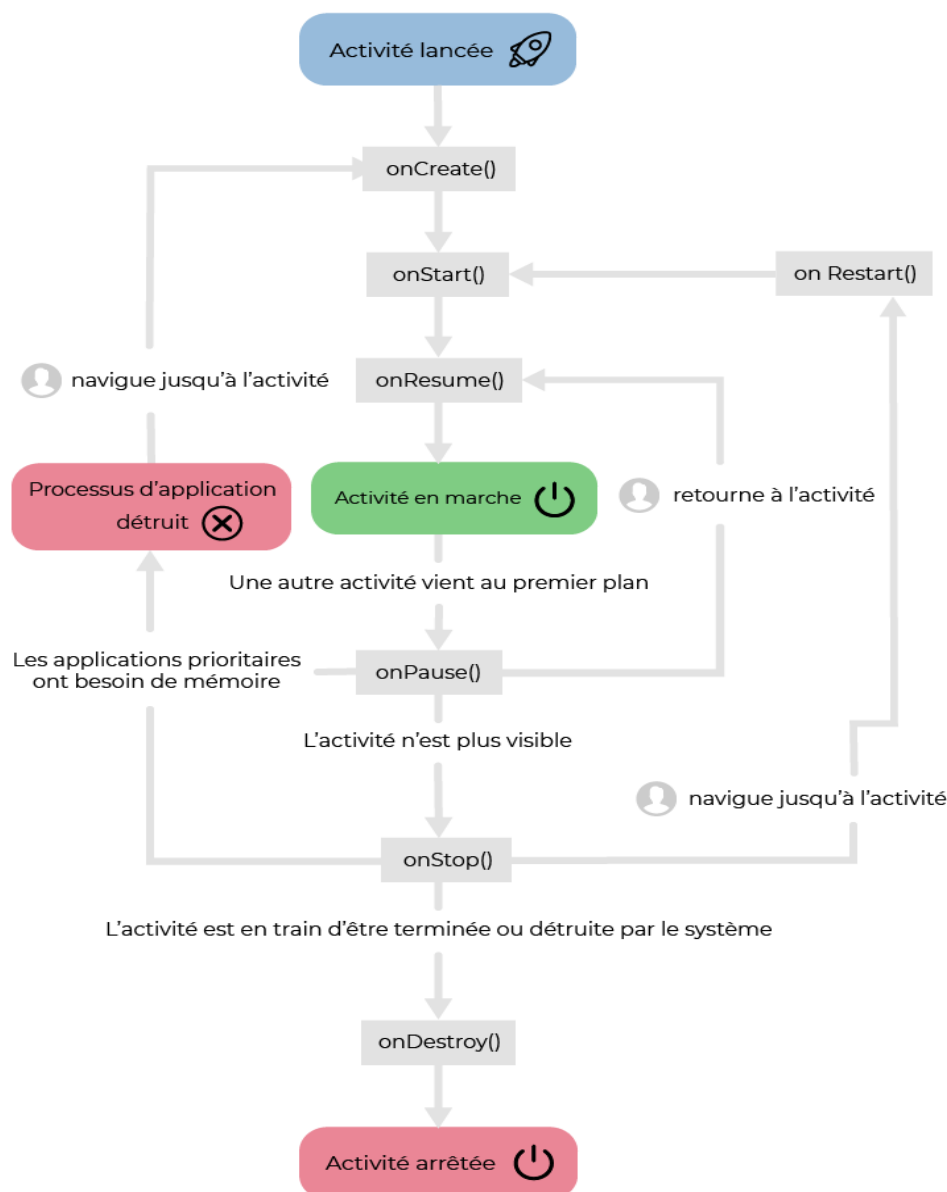 Activité lancée
onCreate()
onStart()
on Restart()
navigue jusqu'à l'activité
onResume()
Processus d'application
détruit
Activité en marche
retourne à l'activité
Une autre activité vient au premier plan
Les applications prioritaires
ont besoin de mémoire
onPause()
L'activité n'est plus visible
navigue jusqu'à l'activité
onStop()
L'activité est en train d'être terminée ou détruite par le système
onDestroy()
Activité arrêtée